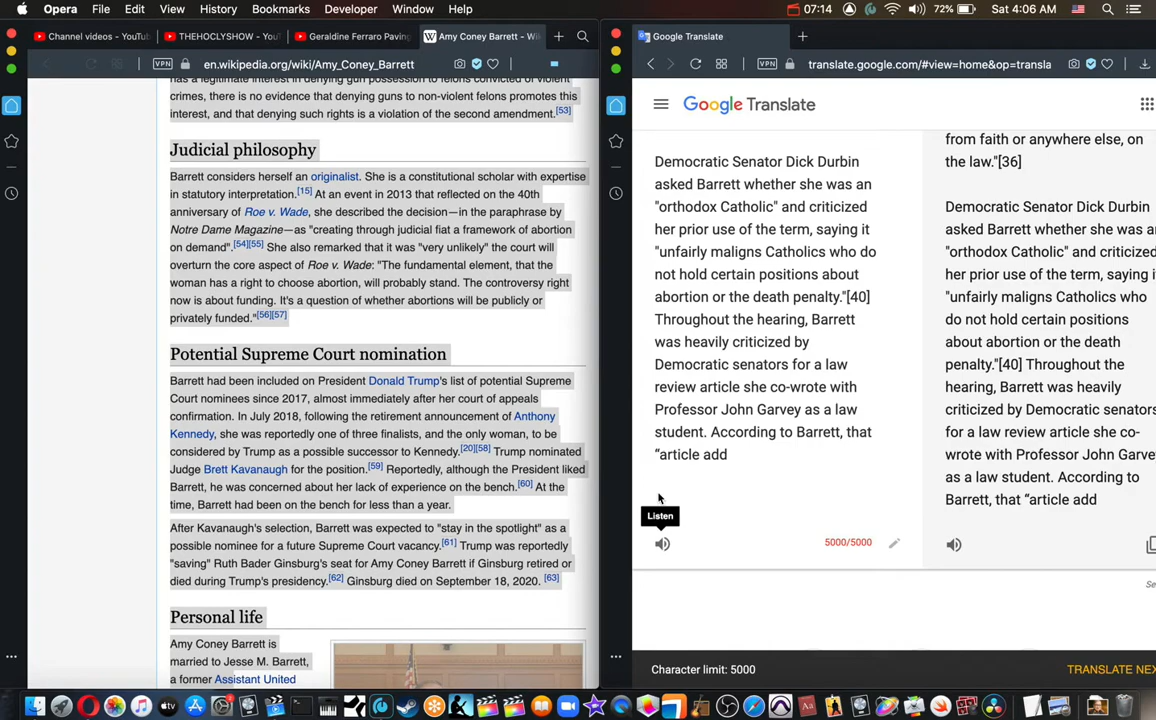 Opera File Edit View History Bookmarks Developer Window Help 07:14 72% Sat 4:06 AM
Channel videos - YouTu
THEHOCLYSHOW - You
Geraldine Ferraro Paving
W Amy Coney Barrett - Wi
VPN en.wikipedia.org/wiki/Amy_Coney_Barrett
has a legitimate interest in denying gun possession to felons convicted of violent
crimes, there is no evidence that denying guns to non-violent felons promotes this
interest, and that denying such rights is a violation of the second amendment.[53]
Judicial philosophy
Barrett considers herself an originalist. She is a constitutional scholar with expertise
in statutory interpretation.[15] At an event in 2013 that reflected on the 40th
anniversary of Roe v. Wade, she described the decision—in the paraphrase by
Notre Dame Magazine—as "creating through judicial fiat a framework of abortion
on demand".[54][55] She also remarked that it was "very unlikely" the court will
overturn the core aspect of Roe v. Wade: "The fundamental element, that the
woman has a right to choose abortion, will probably stand. The controversy right
now is about funding. It's a question of whether abortions will be publicly or
privately funded."[56][57]
Potential Supreme Court nomination
Barrett had been included on President Donald Trump's list of potential Supreme
Court nominees since 2017, almost immediately after her court of appeals
confirmation. In July 2018, following the retirement announcement of Anthony
Kennedy, she was reportedly one of three finalists, and the only woman, to be
considered by Trump as a possible successor to Kennedy.[20][58] Trump nominated
Judge Brett Kavanaugh for the position.[59] Reportedly, although the President liked
Barrett, he was concerned about her lack of experience on the bench.[60] At the
time, Barrett had been on the bench for less than a year.
After Kavanaugh's selection, Barrett was expected to "stay in the spotlight" as a
possible nominee for a future Supreme Court vacancy.[61] Trump was reportedly
"saving" Ruth Bader Ginsburg's seat for Amy Coney Barrett if Ginsburg retired or
died during Trump's presidency.[62] Ginsburg died on September 18, 2020. [63]
Personal life
Amy Coney Barrett is
married to Jesse M. Barrett,
a former Assistant United
Google Translate
VPN translate.google.com/#view=home&op=transla
Google Translate
Democratic Senator Dick Durbin
asked Barrett whether she was an
"orthodox Catholic" and criticized
her prior use of the term, saying it
"unfairly maligns Catholics who do
not hold certain positions about
abortion or the death penalty."[40]
Throughout the hearing, Barrett
was heavily criticized by
Democratic senators for a law
review article she co-wrote with
Professor John Garvey as a law
student. According to Barrett, that
“article add
Listen
5000/5000
from faith or anywhere else, on
the law."[36]
Democratic Senator Dick Durbin
asked Barrett whether she was a
"orthodox Catholic" and criticized
her prior use of the term, saying it
"unfairly maligns Catholics who
do not hold certain positions
about abortion or the death
penalty."[40] Throughout the
hearing, Barrett was heavily
criticized by Democratic senators
for a law review article she co-
wrote with Professor John Garve
as a law student. According to
Barrett, that “article add
Se
Character limit: 5000
TRANSLATE NEX